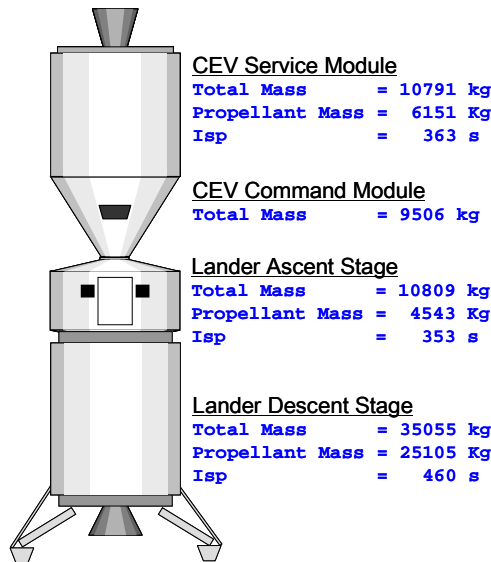 CEV Service Module
Total Mass = 10791 kg
Propellant Mass = 6151 Kg
Isp = 363 s
CEV Command Module
Total Mass = 9506 kg
Lander Ascent Stage
Total Mass = 10809 kg
Propellant Mass = 4543 Kg
Isp = 353 s
Lander Descent Stage
Total Mass = 35055 kg
Propellant Mass = 25105 Kg
Isp = 460 s